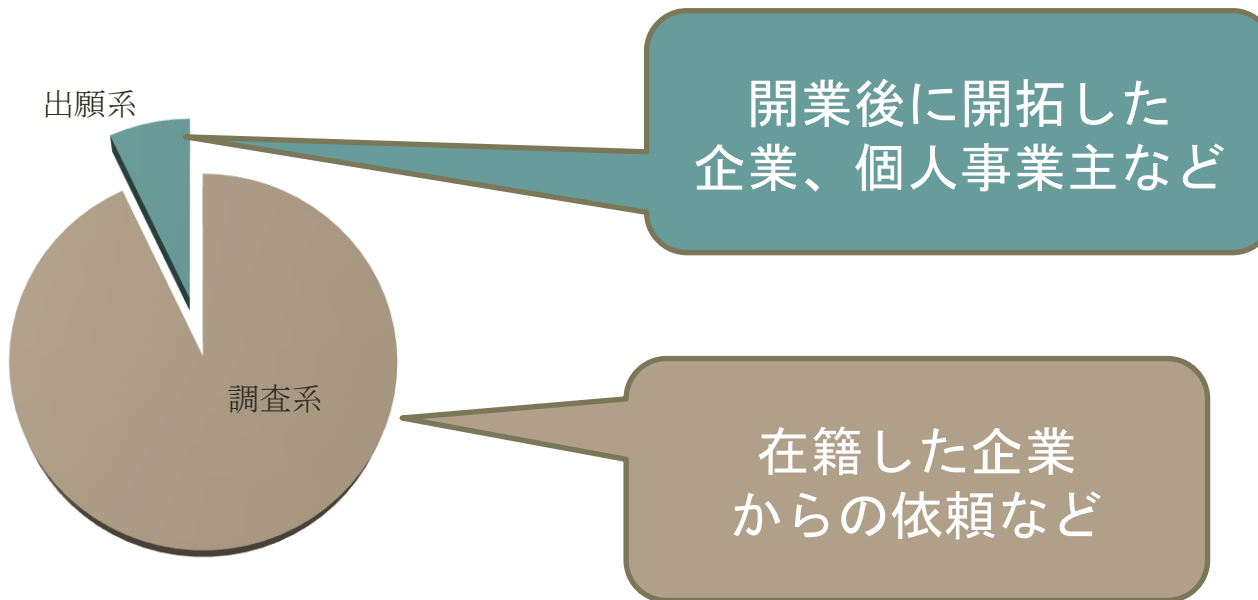 出願系
開業後に開拓した
企業、個人事業主など
調査系
在籍した企業
からの依頼など